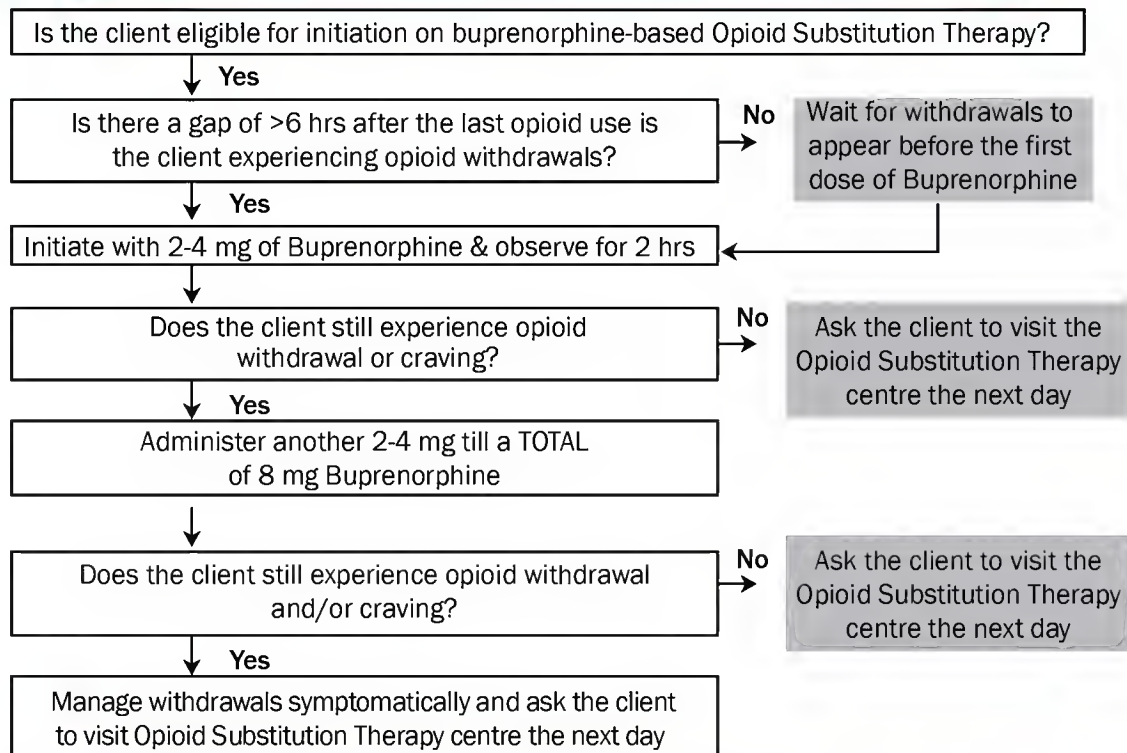 Is the client eligible for initiation on buprenorphine-based Opioid Substitution Therapy?
Yes
Is there a gap of >6 hrs after the last opioid use is
the client experiencing opioid withdrawals?
No
Wait for withdrawals to
appear before the first
dose of Buprenorphine
Yes
Initiate with 2-4 mg of Buprenorphine & observe for 2 hrs
Does the client still experience opioid
withdrawal or craving?
No
Ask the client to visit the
Opioid Substitution Therapy
centre the next day
Yes
Administer another 2-4 mg till a TOTAL
of 8 mg Buprenorphine
Does the client still experience opioid withdrawal
and/or craving?
No
Ask the client to visit the
Opioid Substitution Therapy
centre the next day
Yes
Manage withdrawals symptomatically and ask the client
to visit Opioid Substitution Therapy centre the next day